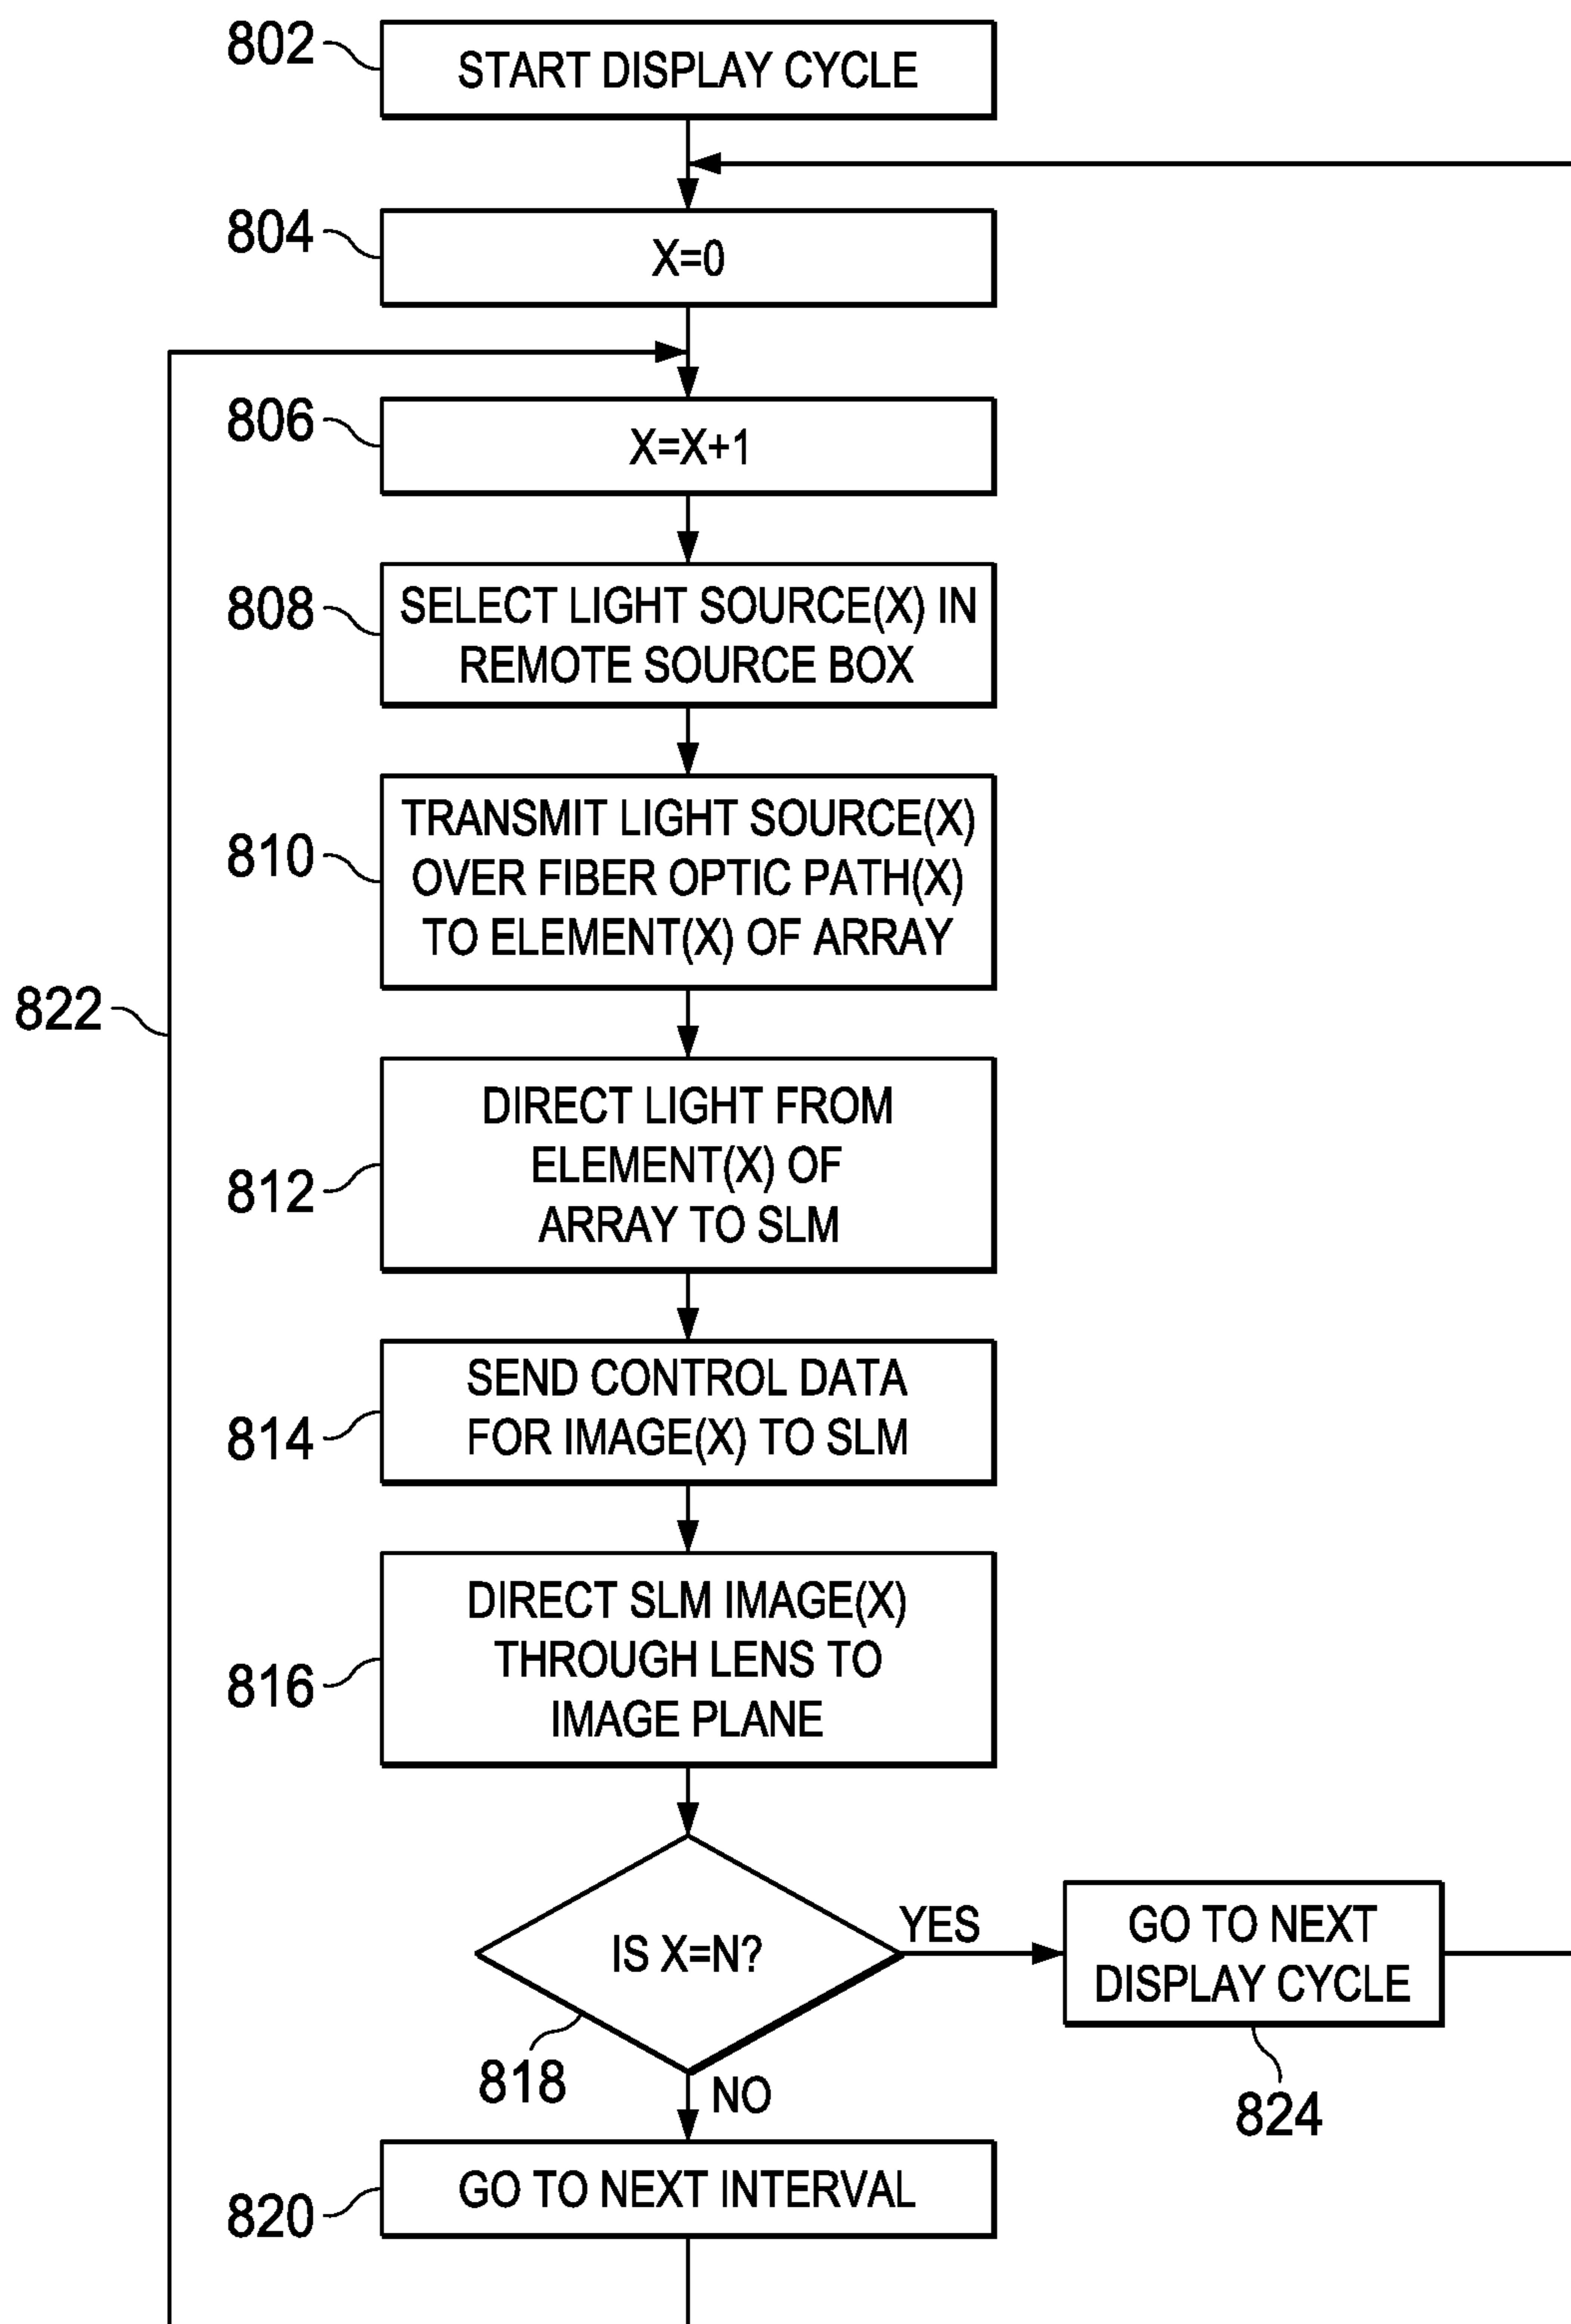 802
START DISPLAY CYCLE
804
X=0
806
X=X+1
808
SELECT LIGHT SOURCE(X) IN
REMOTE SOURCE BOX
810
TRANSMIT LIGHT SOURCE(X)
OVER FIBER OPTIC PATH(X)
TO ELEMENT(X) OF ARRAY
822
812
DIRECT LIGHT FROM
ELEMENT(X) OF
ARRAY TO SLM
814
SEND CONTROL DATA
FOR IMAGE(X) TO SLM
816
DIRECT SLM IMAGE(X)
THROUGH LENS TO
IMAGE PLANE
IS X=N?
818
YES
GO TO NEXT
DISPLAY CYCLE
824
NO
820
GO TO NEXT INTERVAL